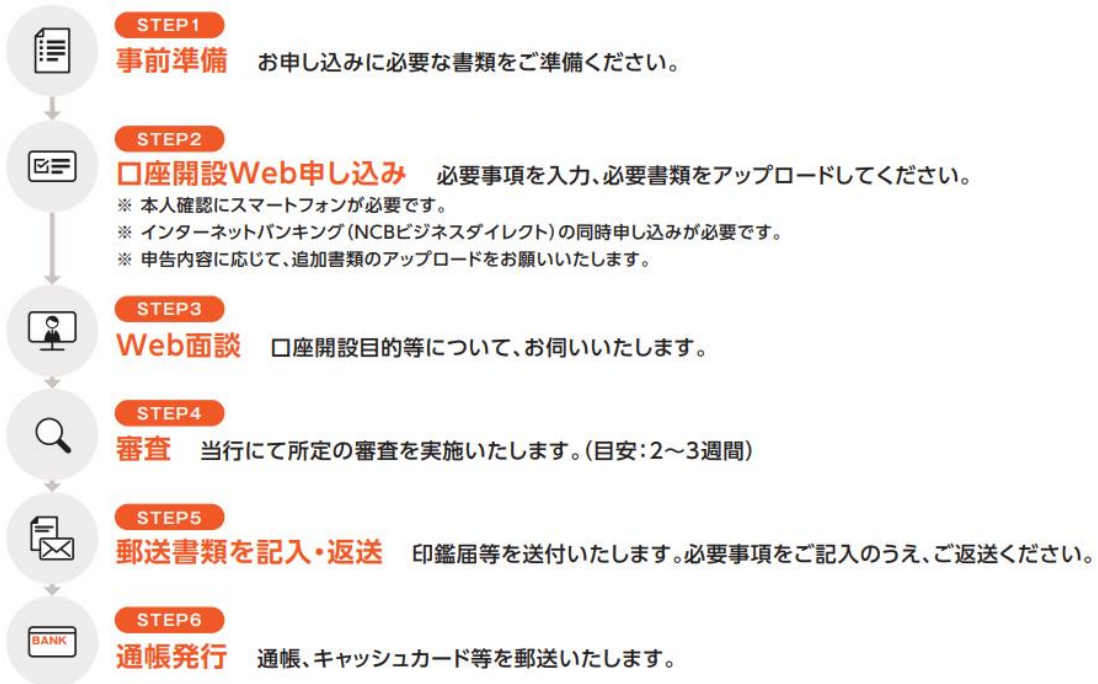 STEP1
事前準備 お申し込みに必要な書類をご準備ください。
STEP2
口座開設Web申し込み 必要事項を入力、必要書類をアップロードしてください。
※ 本人確認にスマートフォンが必要です。
※ インターネットバンキング(NCBビジネスダイレクト)の同時申し込みが必要です。
※ 申告内容に応じて、追加書類のアップロードをお願いいたします。
STEP3
Web面談 口座開設目的等について、お伺いいたします。
STEP4
審査 当行にて所定の審査を実施いたします。(目安:2~3週間)
STEP5
郵送書類を記入・返送 印鑑届等を送付いたします。必要事項をご記入のうえ、ご返送ください。
STEP6
BANK
通帳発行 通帳、キャッシュカード等を郵送いたします。